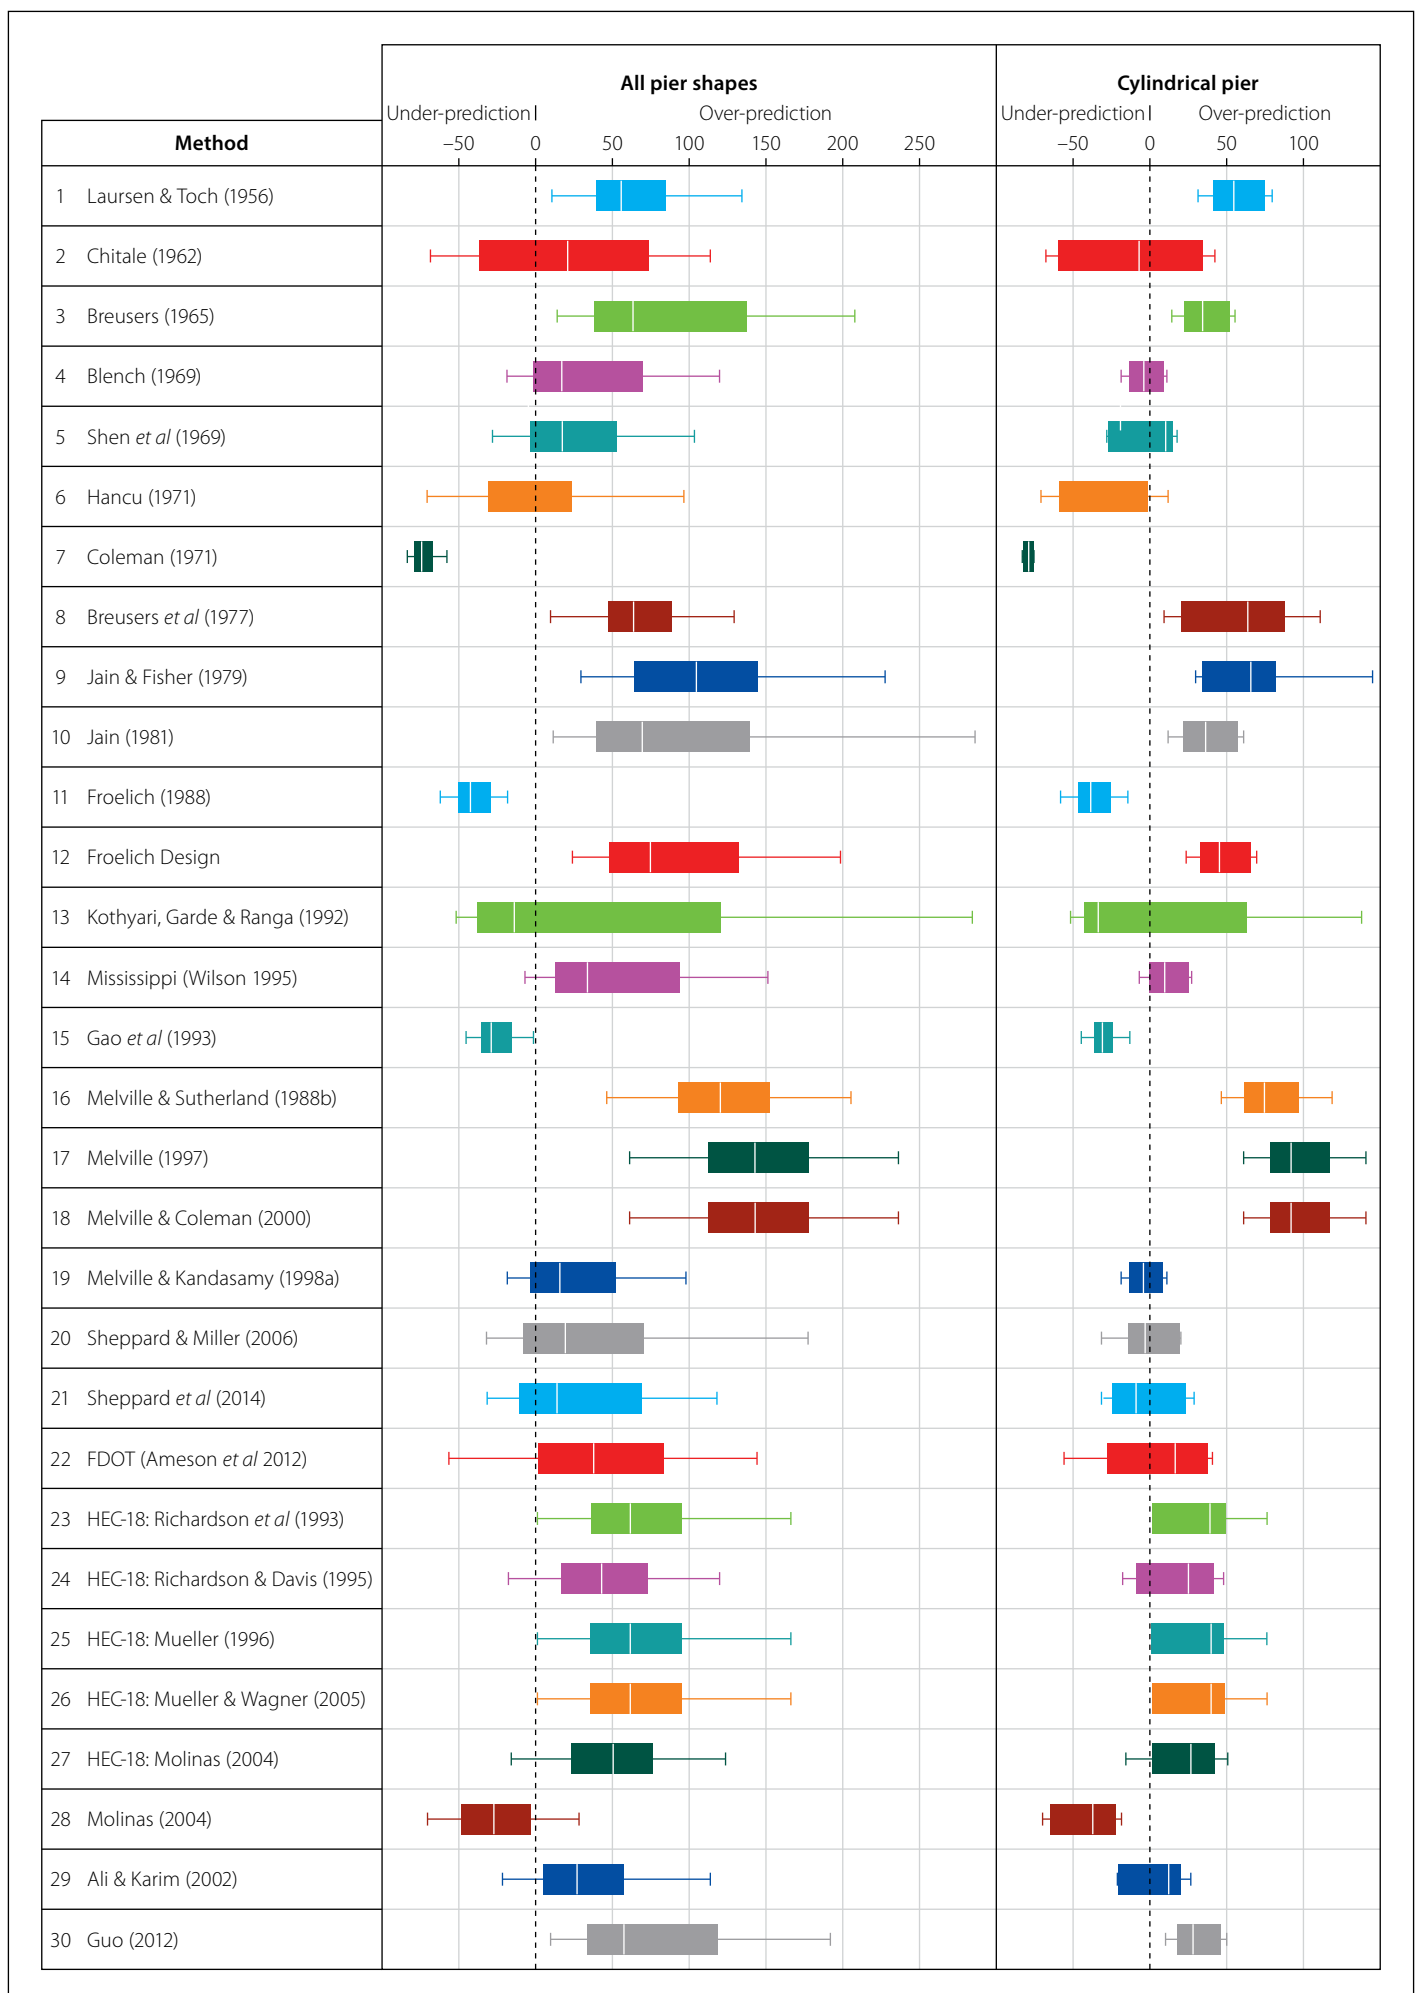 All pier shapes
Cylindrical pier
Under-prediction
Over-prediction
Under-prediction
Over-prediction
Method
−50 0 50 100 150 200 250
−50 0 50 100
1 Laursen & Toch (1956)
2 Chitale (1962)
3 Breusers (1965)
4 Blench (1969)
5 Shen et al (1969)
6 Hancu (1971)
7 Coleman (1971)
8 Breusers et al (1977)
9 Jain & Fisher (1979)
10 Jain (1981)
11 Froelich (1988)
12 Froelich Design
13 Kothyari, Garde & Ranga (1992)
14 Mississippi (Wilson 1995)
15 Gao et al (1993)
16 Melville & Sutherland (1988b)
17 Melville (1997)
18 Melville & Coleman (2000)
19 Melville & Kandasamy (1998a)
20 Sheppard & Miller (2006)
21 Sheppard et al (2014)
22 FDOT (Ameson et al 2012)
23 HEC-18: Richardson et al (1993)
24 HEC-18: Richardson & Davis (1995)
25 HEC-18: Mueller (1996)
26 HEC-18: Mueller & Wagner (2005)
27 HEC-18: Molinas (2004)
28 Molinas (2004)
29 Ali & Karim (2002)
30 Guo (2012)